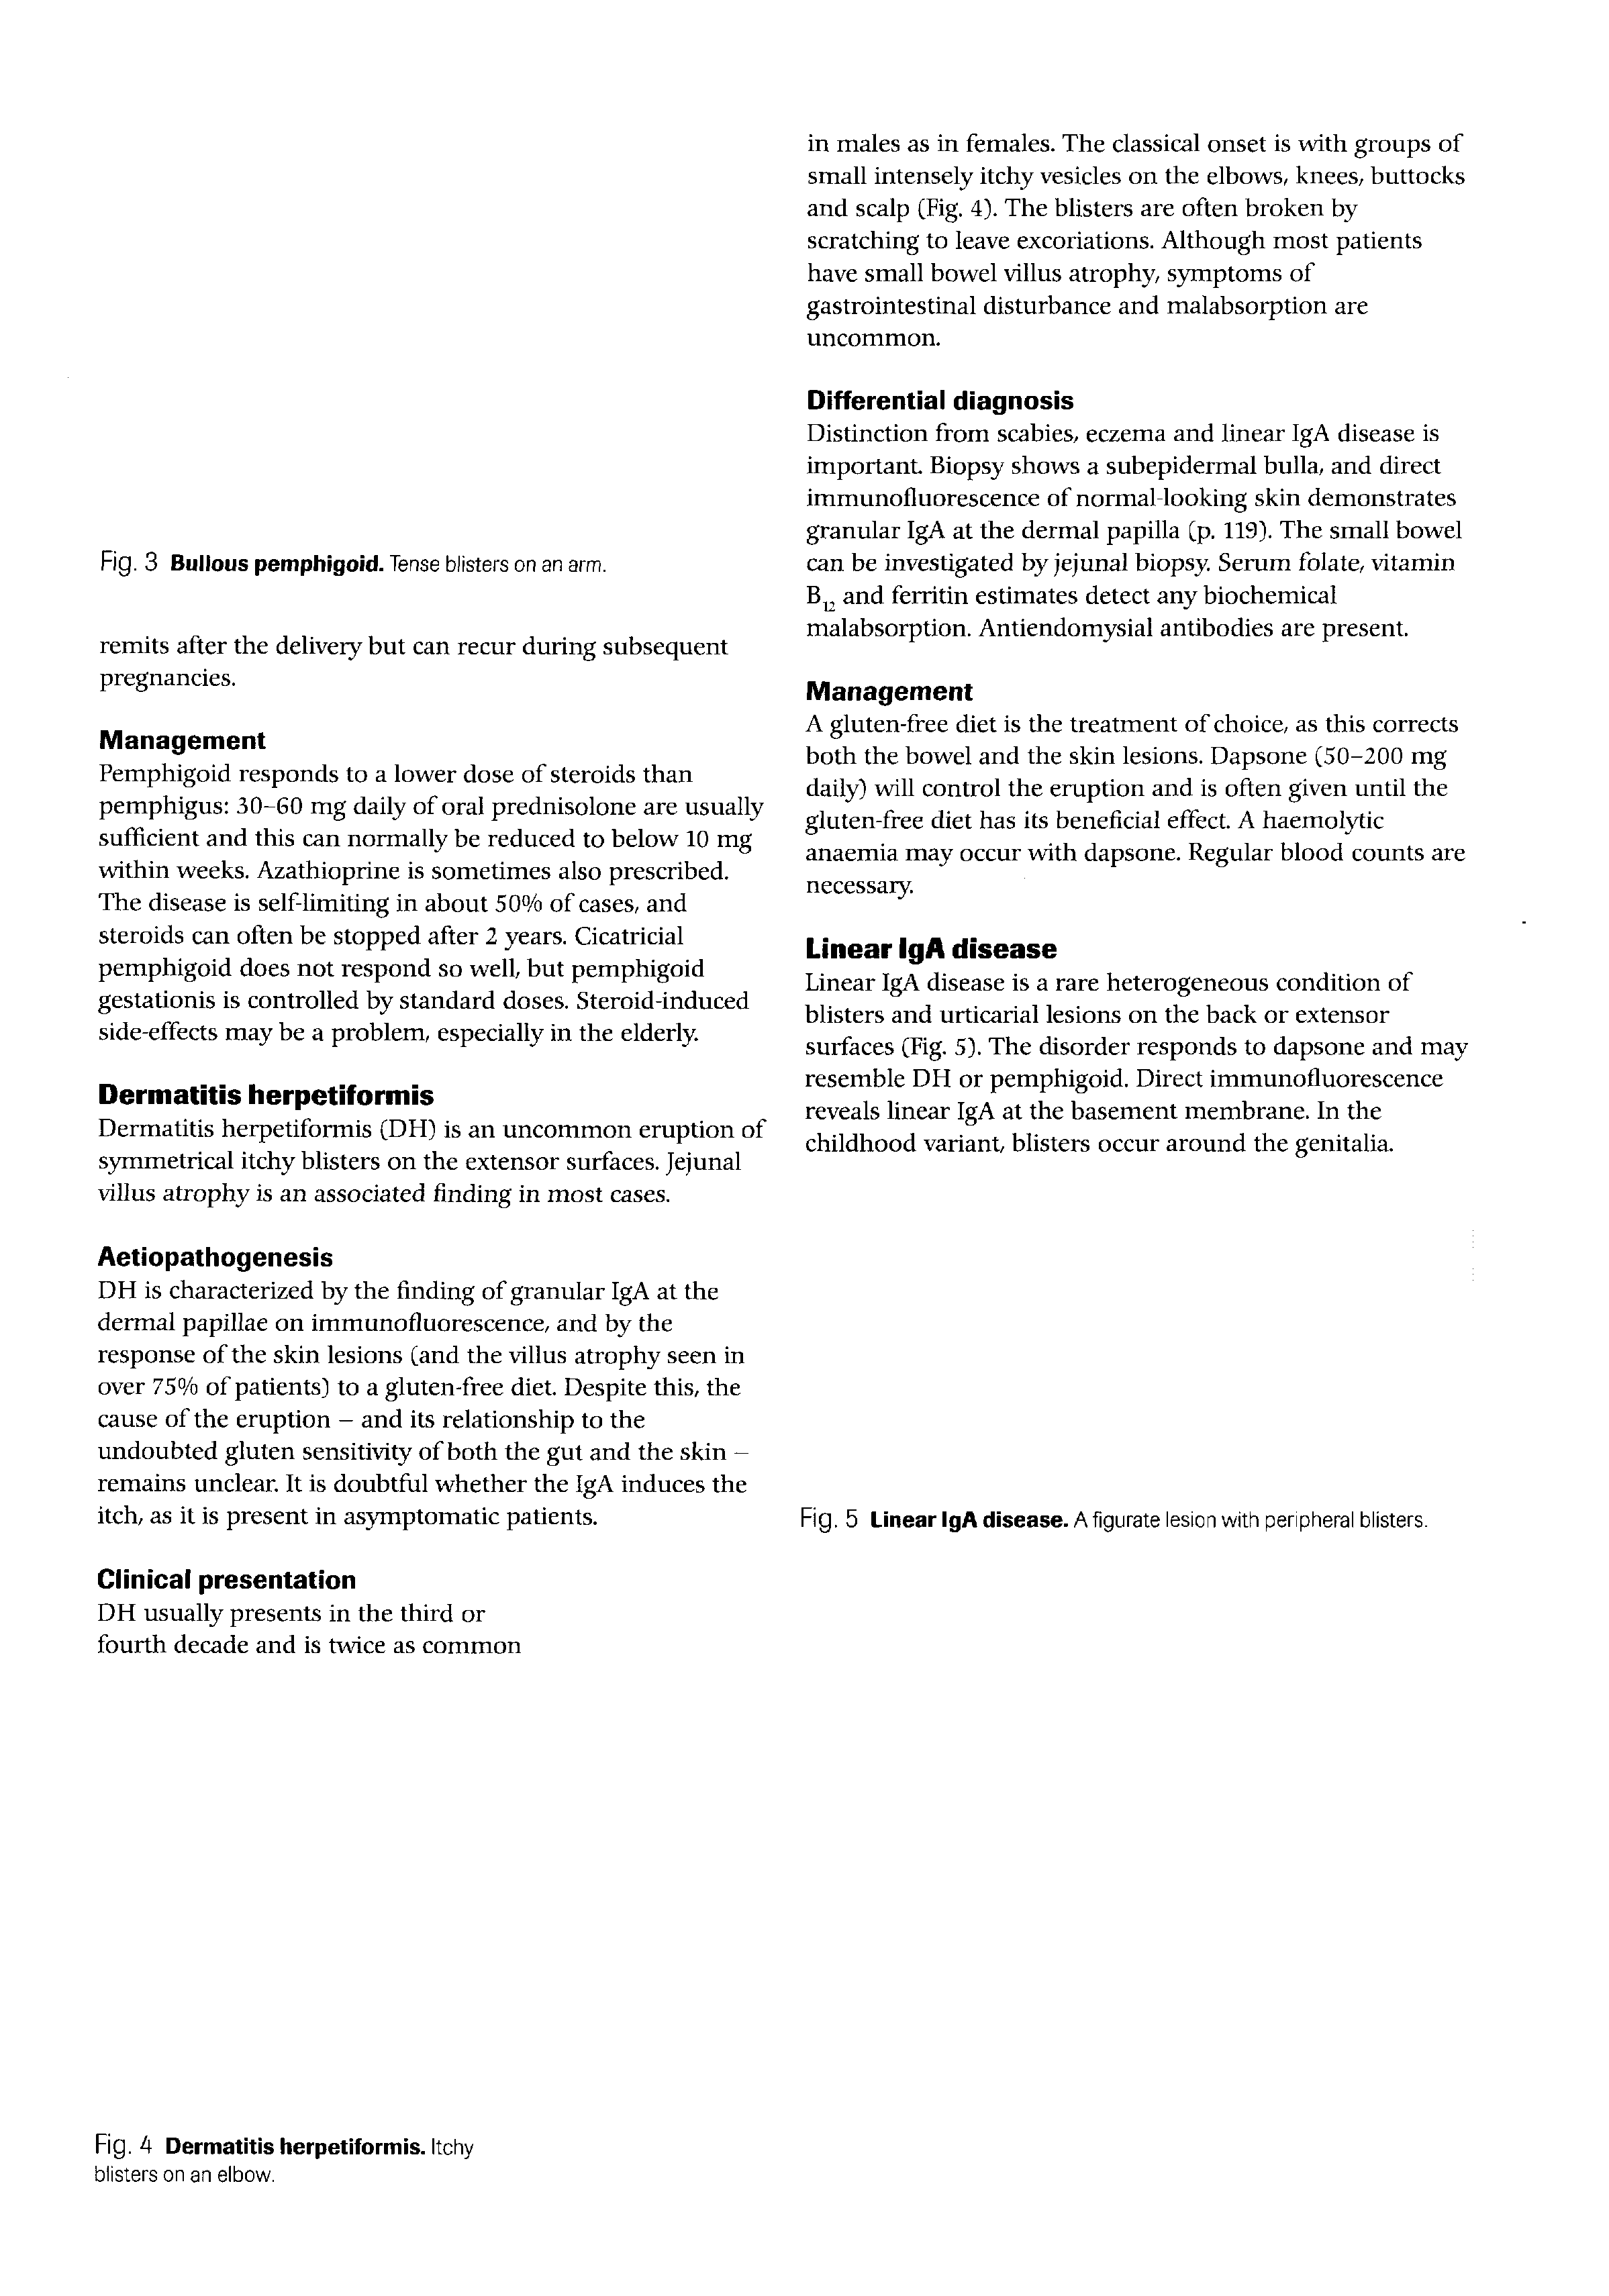 Fig. 3 Bullous pemphigoid. Tense blisters on an arm.
remits after the delivery but can recur during subsequent
pregnancies.
Management
Pemphigoid responds to a lower dose of steroids than
pemphigus: 30–60 mg daily of oral prednisolone are usually
sufficient and this can normally be reduced to below 10 mg
within weeks. Azathioprine is sometimes also prescribed.
The disease is self-limiting in about 50% of cases, and
steroids can often be stopped after 2 years. Cicatricial
pemphigoid does not respond so well, but pemphigoid
gestationis is controlled by standard doses. Steroid-induced
side-effects may be a problem, especially in the elderly.
Dermatitis herpetiformis
Dermatitis herpetiformis (DH) is an uncommon eruption of
symmetrical itchy blisters on the extensor surfaces. Jejunal
villus atrophy is an associated finding in most cases.
Aetiopathogenesis
DH is characterized by the finding of granular IgA at the
dermal papillae on immunofluorescence, and by the
response of the skin lesions (and the villus atrophy seen in
over 75% of patients) to a gluten-free diet. Despite this, the
cause of the eruption – and its relationship to the
undoubted gluten sensitivity of both the gut and the skin –
remains unclear. It is doubtful whether the IgA induces the
itch, as it is present in asymptomatic patients.
Clinical presentation
DH usually presents in the third or
fourth decade and is twice as common
Fig. 4 Dermatitis herpetiformis. Itchy
blisters on an elbow.
in males as in females. The classical onset is with groups of
small intensely itchy vesicles on the elbows, knees, buttocks
and scalp (Fig. 4). The blisters are often broken by
scratching to leave excoriations. Although most patients
have small bowel villus atrophy, symptoms of
gastrointestinal disturbance and malabsorption are
uncommon.
Differential diagnosis
Distinction from scabies, eczema and linear IgA disease is
important. Biopsy shows a subepidermal bulla, and direct
immunofluorescence of normal-looking skin demonstrates
granular IgA at the dermal papilla (p. 119). The small bowel
can be investigated by jejunal biopsy. Serum folate, vitamin
B₁₂ and ferritin estimates detect any biochemical
malabsorption. Antiendomysial antibodies are present.
Management
A gluten-free diet is the treatment of choice, as this corrects
both the bowel and the skin lesions. Dapsone (50–200 mg
daily) will control the eruption and is often given until the
gluten-free diet has its beneficial effect. A haemolytic
anaemia may occur with dapsone. Regular blood counts are
necessary.
Linear IgA disease
Linear IgA disease is a rare heterogeneous condition of
blisters and urticarial lesions on the back or extensor
surfaces (Fig. 5). The disorder responds to dapsone and may
resemble DH or pemphigoid. Direct immunofluorescence
reveals linear IgA at the basement membrane. In the
childhood variant, blisters occur around the genitalia.
Fig. 5 Linear IgA disease. A figurate lesion with peripheral blisters.